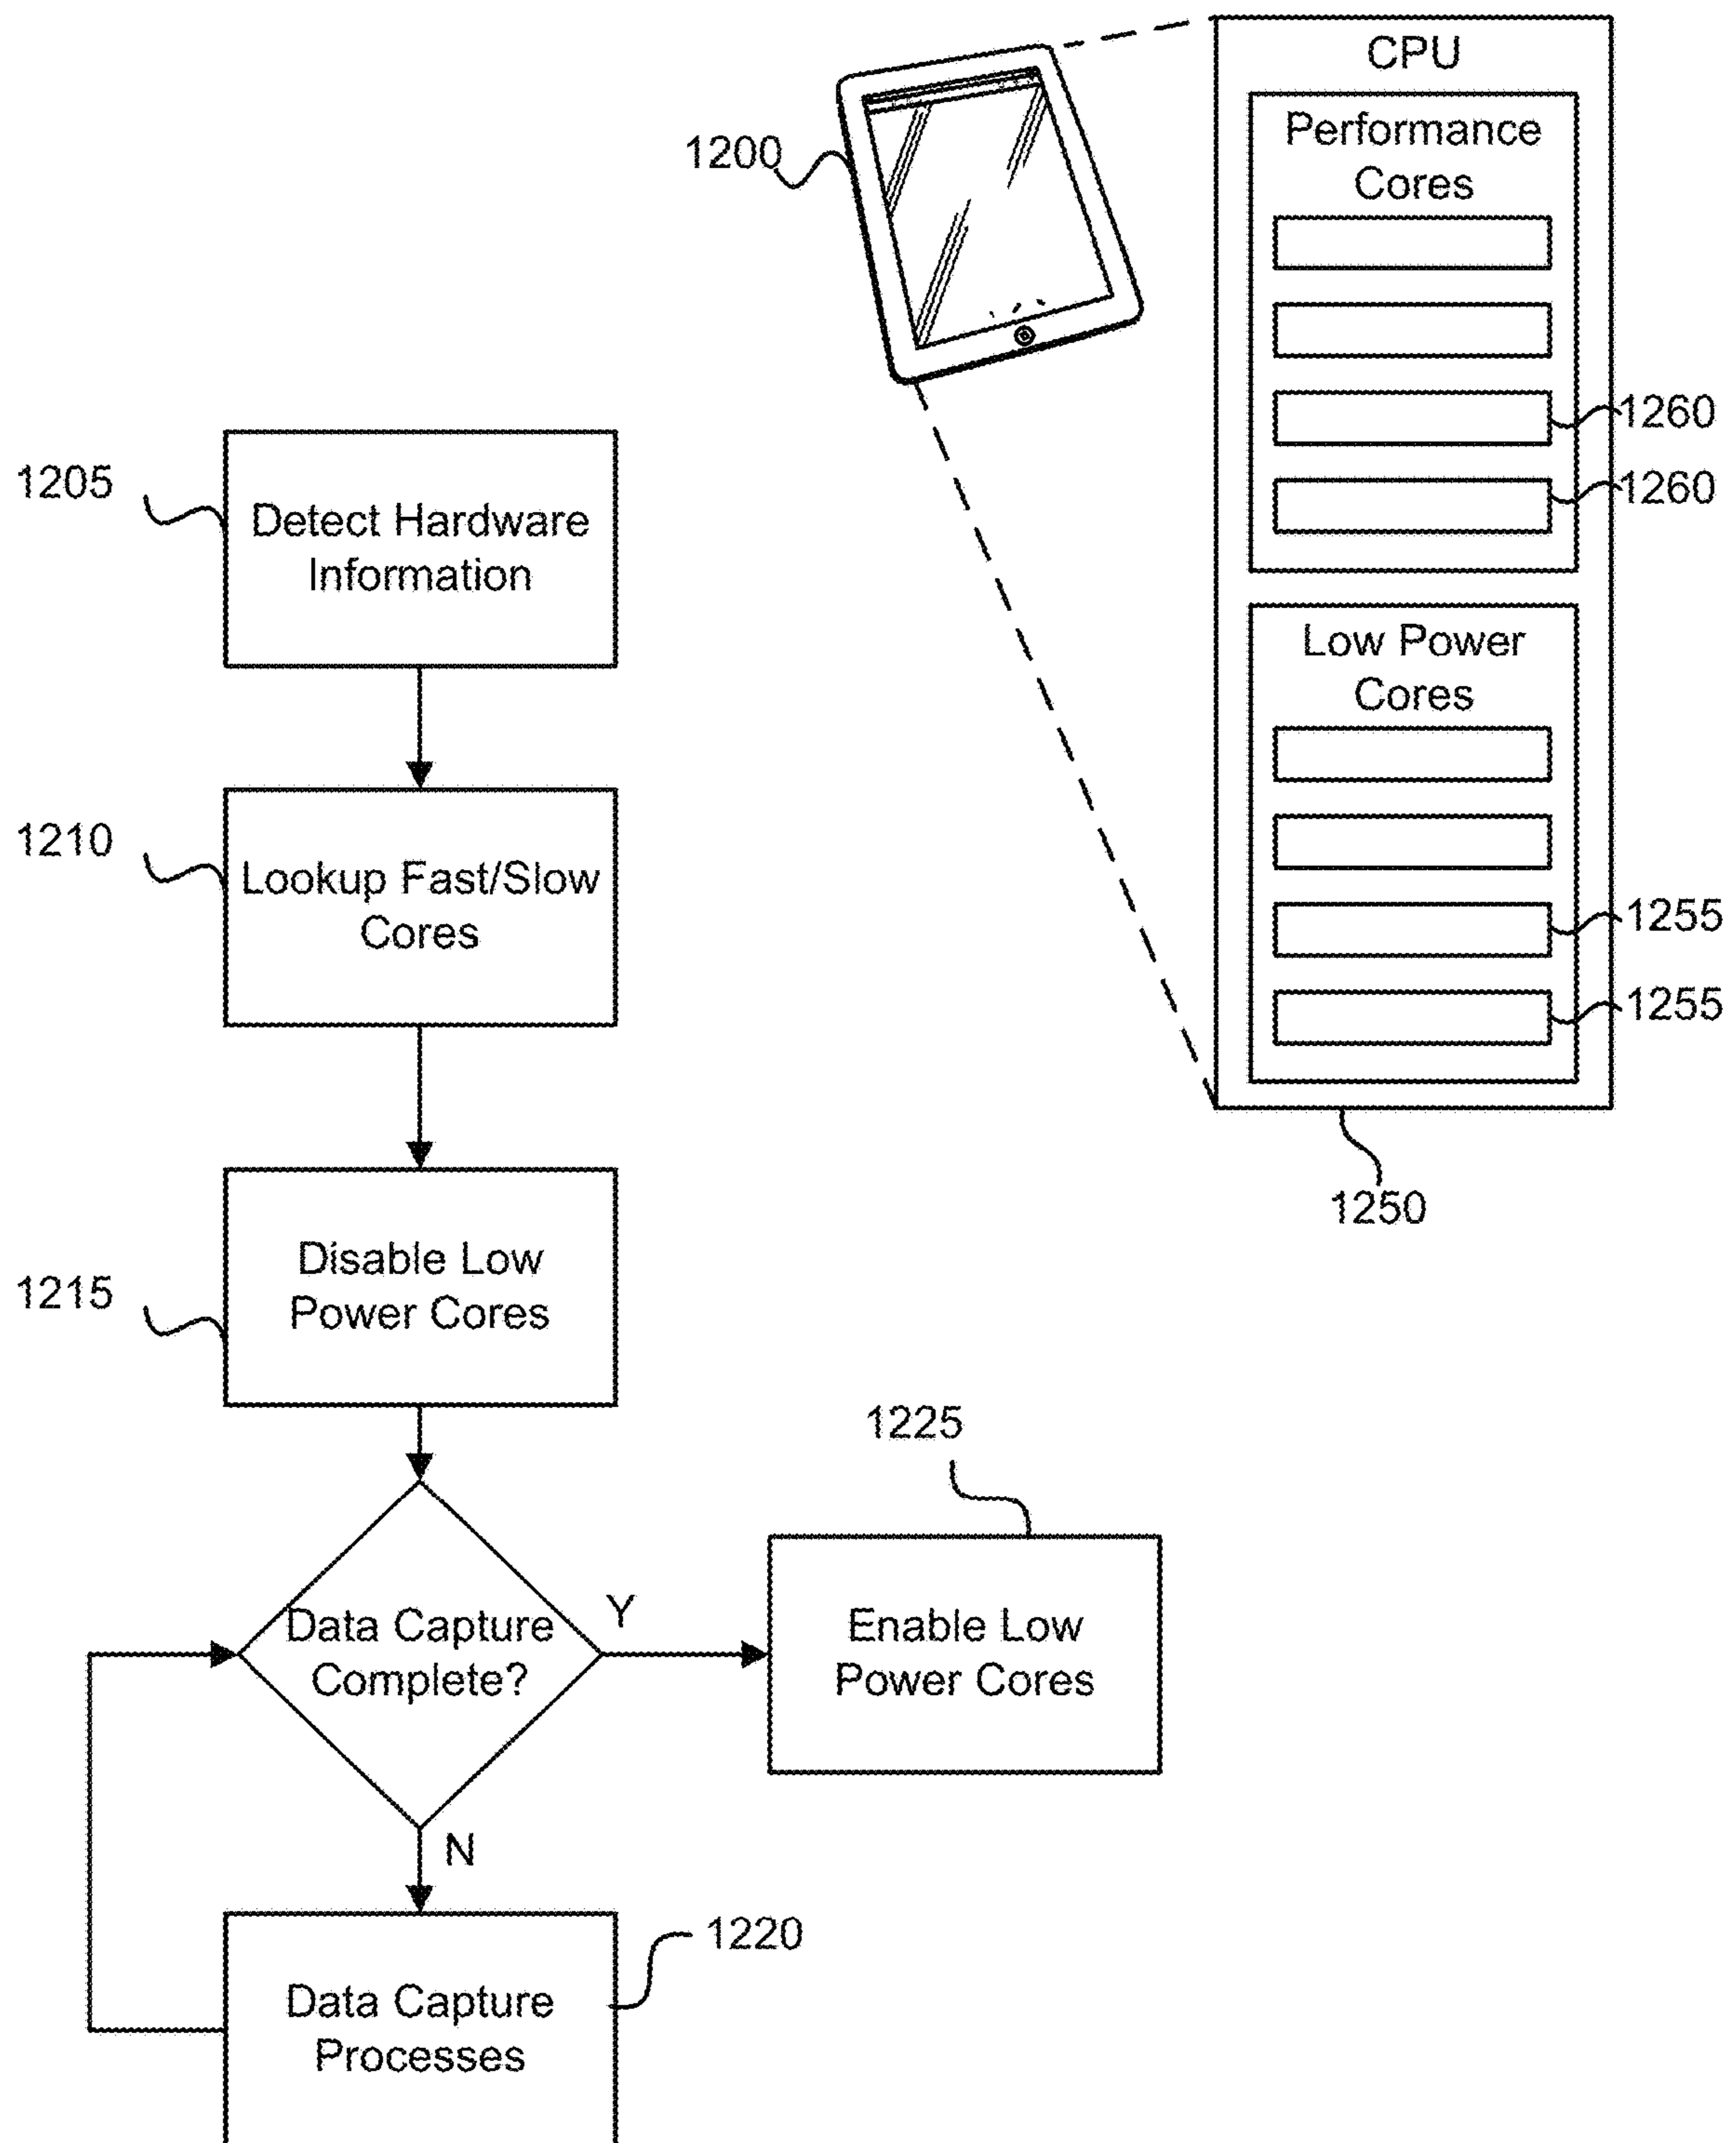 CPU
Performance
Cores
1200
1260
1260
Low Power
Cores
1255
1255
1250
1205
Detect Hardware
Information
1210
Lookup Fast/Slow
Cores
1215
Disable Low
Power Cores
Data Capture
Complete?
Y
N
1225
Enable Low
Power Cores
1220
Data Capture
Processes